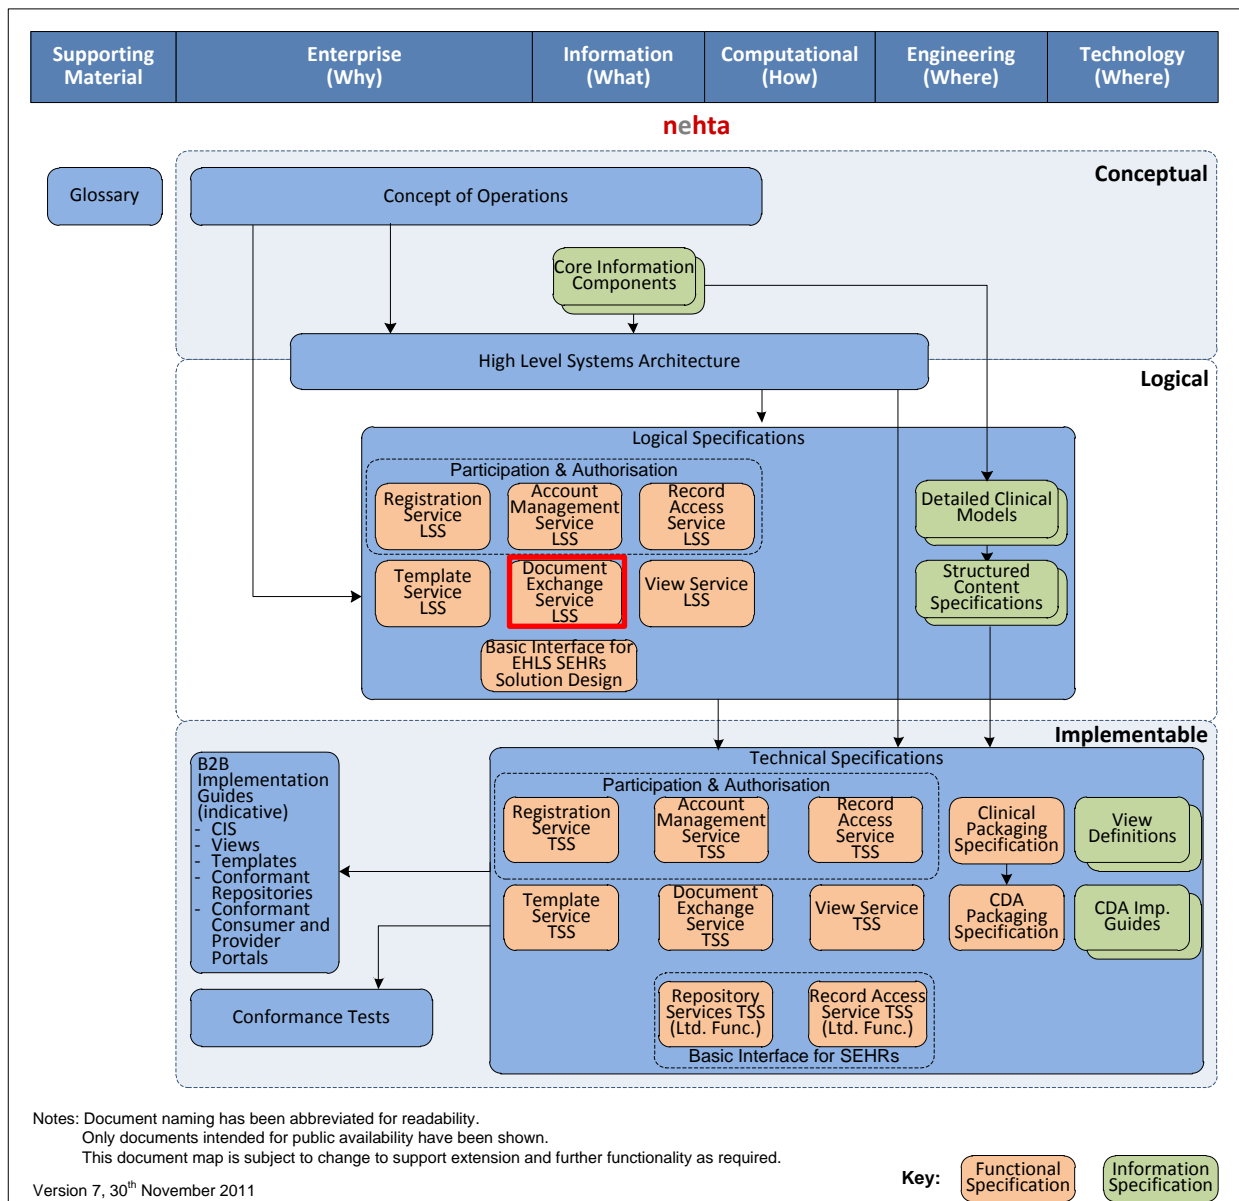 Supporting
Material
Enterprise
(Why)
Information
(What)
Computational
(How)
Engineering
(Where)
Technology
(Where)
nehta
Conceptual
Glossary
Concept of Operations
Core Information
Components
High Level Systems Architecture
Logical
Logical Specifications
Participation & Authorisation
Registration
Service
LSS
Account
Management
Service
LSS
Record
Access
Service
LSS
Detailed Clinical
Models
Template
Service
LSS
Document
Exchange
Service
LSS
View Service
LSS
Structured
Content
Specifications
Basic Interface for
EHLS SEHRs
Solution Design
Implementable
B2B
Implementation
Guides
(indicative)
- CIS
- Views
- Templates
- Conformant
Repositories
- Conformant
Consumer and
Provider
Portals
Technical Specifications
Participation & Authorisation
Registration
Service
TSS
Account
Management
Service
TSS
Record
Access
Service
TSS
Clinical
Packaging
Specification
View
Definitions
Template
Service
TSS
Document
Exchange
Service
TSS
View Service
TSS
CDA
Packaging
Specification
CDA Imp.
Guides
Conformance Tests
Repository
Services TSS
(Ltd. Func.)
Record Access
Service TSS
(Ltd. Func.)
Basic Interface for SEHRs
Notes: Document naming has been abbreviated for readability.
Only documents intended for public availability have been shown.
This document map is subject to change to support extension and further functionality as required.
Version 7, 30th November 2011
Key:
Functional
Specification
Information
Specification